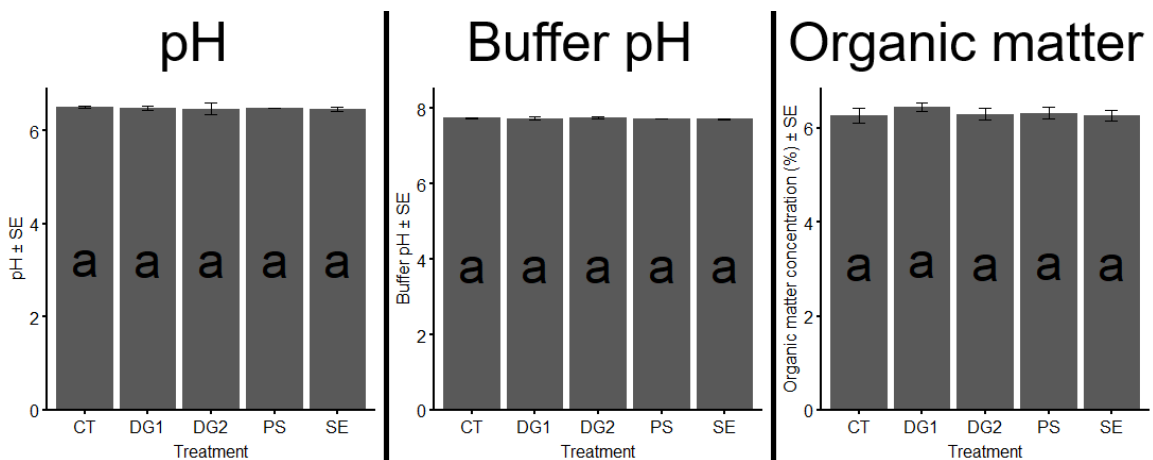 pH
pH ± SE
6
4
2
0
a a a a a
CT DG1 DG2 PS SE
Treatment
Buffer pH
Buffer pH ± SE
8
6
4
2
0
a a a a a
CT DG1 DG2 PS SE
Treatment
Organic matter
Organic matter concentration (%) ± SE
6
4
2
0
a a a a a
CT DG1 DG2 PS SE
Treatment